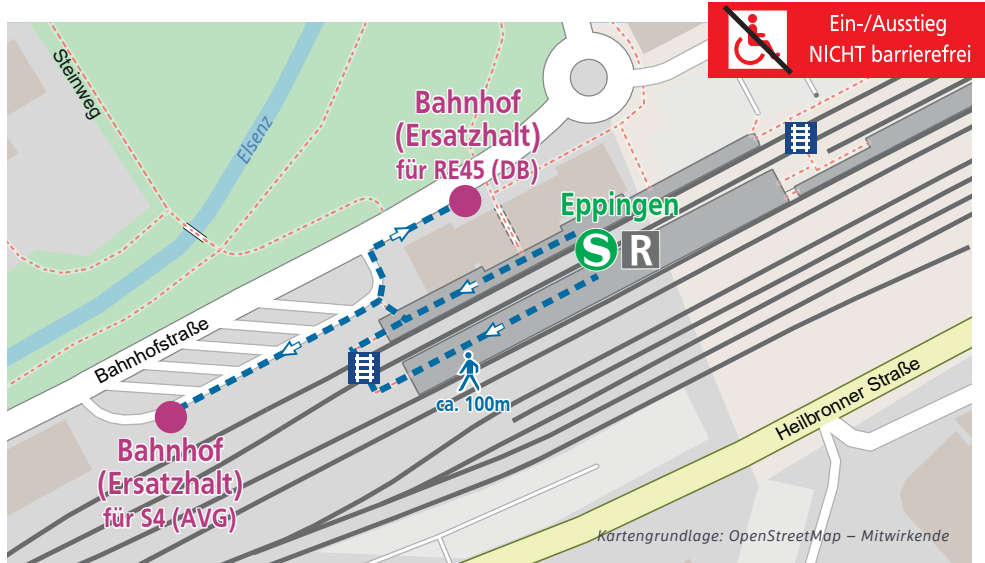 Ein-/Ausstieg
NICHT barrierefrei
Steinweg
Elsenz
Bahnhof
(Ersatzhalt)
für RE45 (DB)
Eppingen
S R
Bahnhofstraße
ca. 100m
Heilbronner Straße
Bahnhof
(Ersatzhalt)
für S4 (AVG)
Kartengrundlage: OpenStreetMap – Mitwirkende